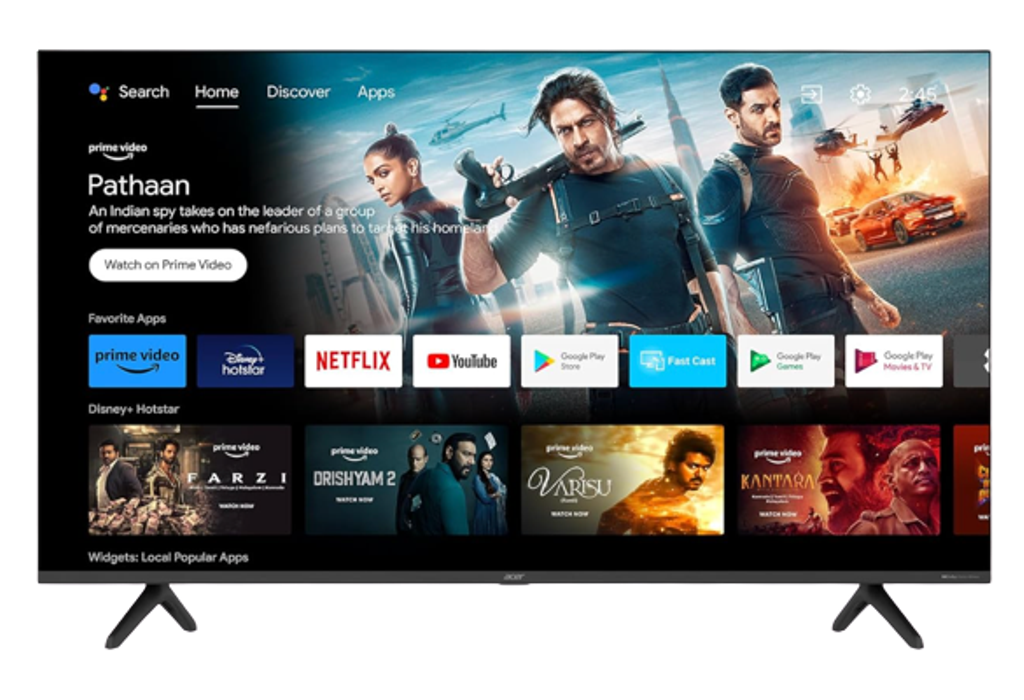 Search Home Discover Apps 2:45
prime video
Pathaan
An Indian spy takes on the leader of a group
of mercenaries who has nefarious plans to target his homeland
Watch on Prime Video
Favorite Apps
prime video
Disney+
hotstar
NETFLIX
YouTube
Google Play
Store
Fast Cast
Google Play
Games
Google Play
Movies & TV
Disney+ Hotstar
prime video
FARZI
WATCH NOW
prime video
DRISHYAM 2
WATCH NOW
prime video
VARISU
(Tamil)
WATCH NOW
prime video
KANTARA
WATCH NOW
Widgets: Local Popular Apps
acer